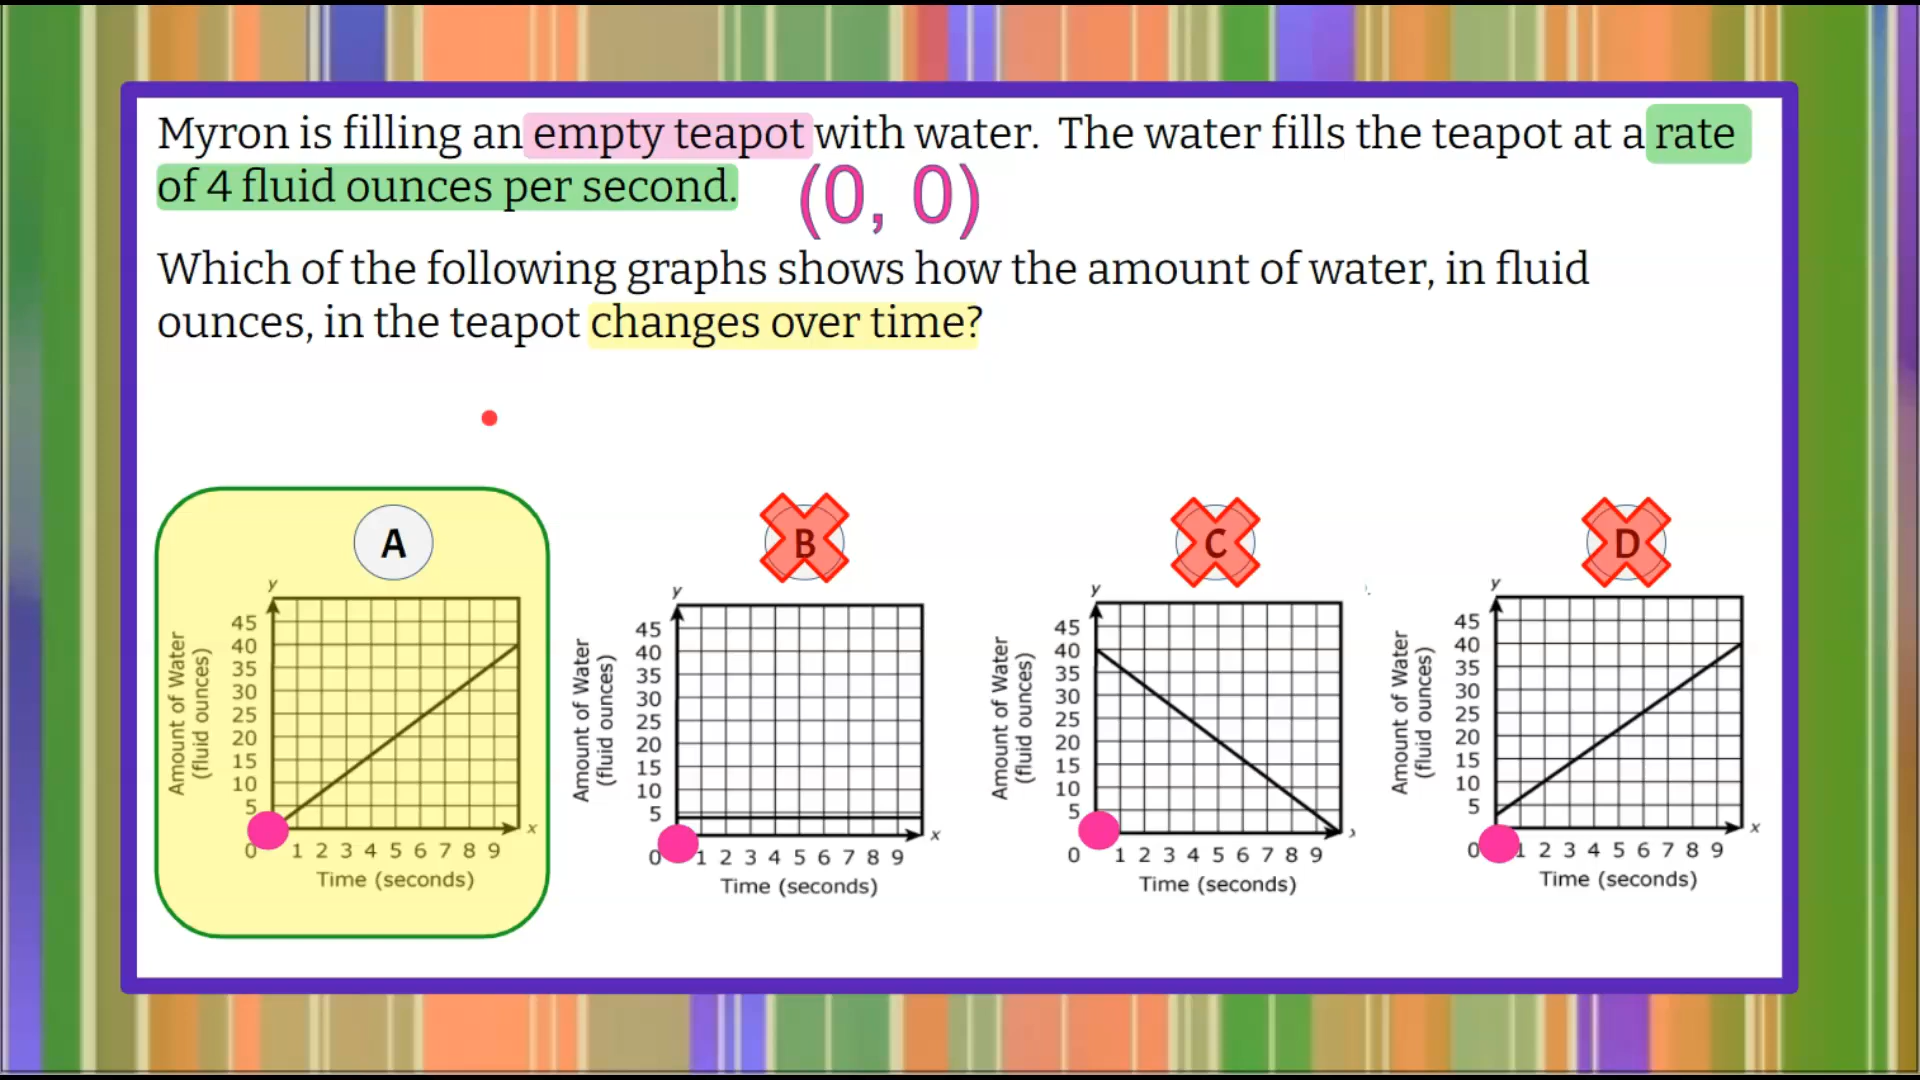 Myron is filling an empty teapot with water. The water fills the teapot at a rate
of 4 fluid ounces per second.
(0, 0)
Which of the following graphs shows how the amount of water, in fluid
ounces, in the teapot changes over time?
A
y
Amount of Water
(fluid ounces)
45
40
35
30
25
20
15
10
5
x
0 1 2 3 4 5 6 7 8 9
Time (seconds)
B
y
Amount of Water
(fluid ounces)
45
40
35
30
25
20
15
10
5
x
0 1 2 3 4 5 6 7 8 9
Time (seconds)
C
y
Amount of Water
(fluid ounces)
45
40
35
30
25
20
15
10
5
0 1 2 3 4 5 6 7 8 9
Time (seconds)
D
y
Amount of Water
(fluid ounces)
45
40
35
30
25
20
15
10
5
x
0 1 2 3 4 5 6 7 8 9
Time (seconds)